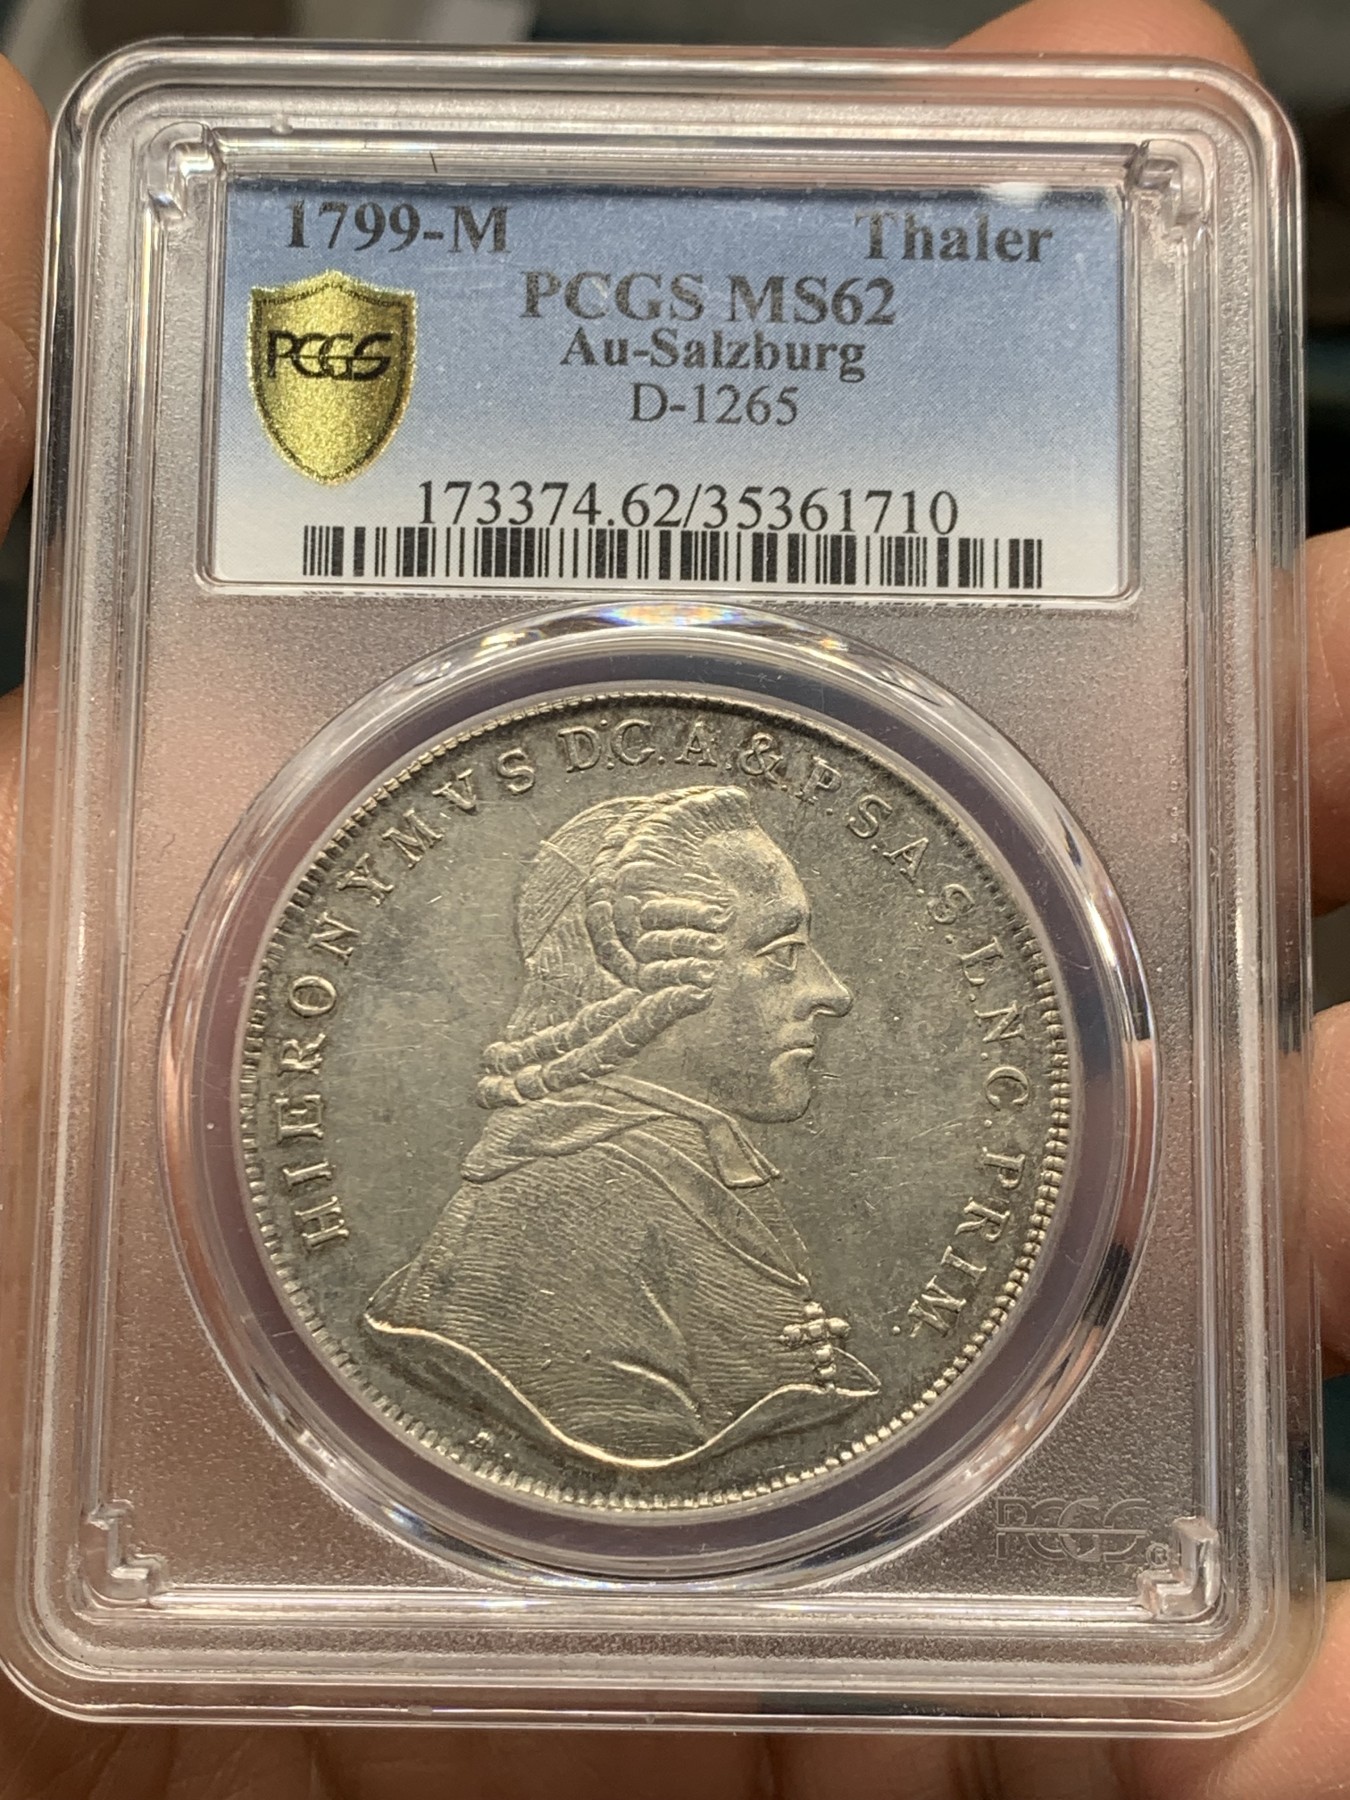 1799-M Thaler
PCGS MS62
Au-Salzburg
PCGS
D-1265
173374.62/35361710
HIERONYMVS D.G.A.&.P.S.A.S.L.N.C.PRIM.
M.
PCGS®